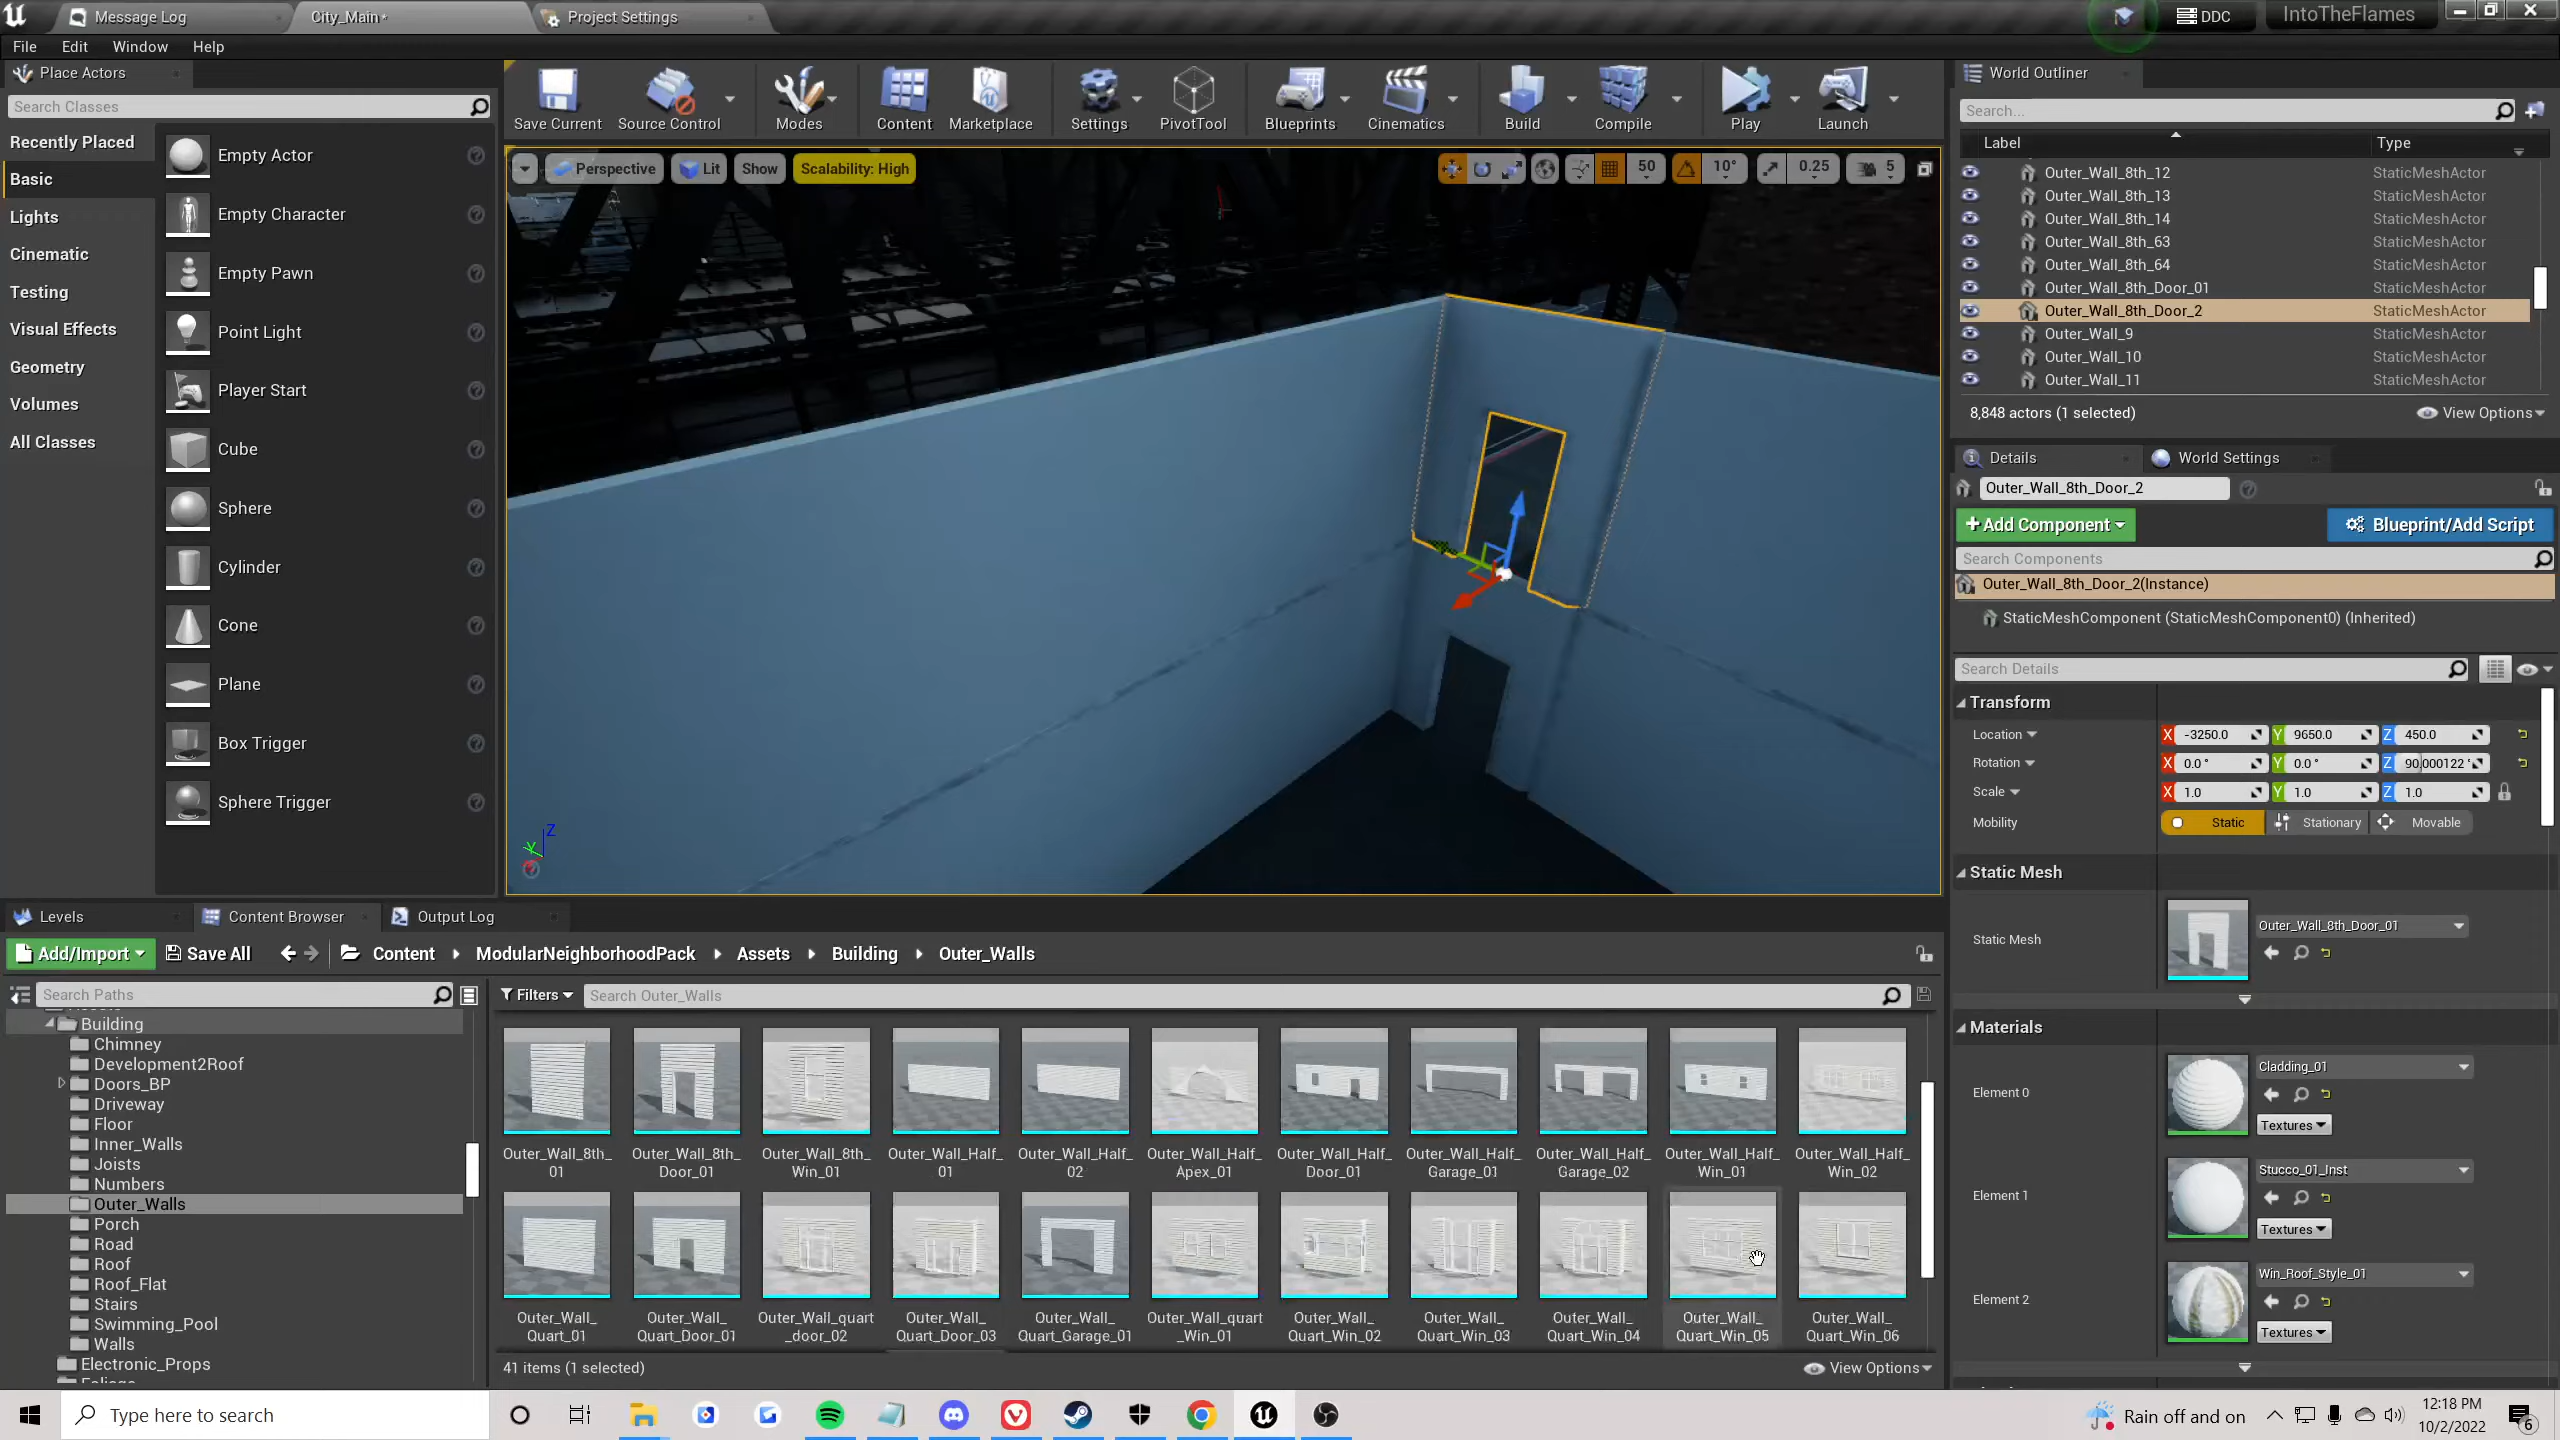 Message Log
City_Main*
Project Settings
DDC
IntoTheFlames
File Edit Window Help
Place Actors
Search Classes
Recently Placed
Basic
Lights
Cinematic
Testing
Visual Effects
Geometry
Volumes
All Classes
Empty Actor
Empty Character
Empty Pawn
Point Light
Player Start
Cube
Sphere
Cylinder
Cone
Plane
Box Trigger
Sphere Trigger
Save Current
Source Control
Modes
Content
Marketplace
Settings
PivotTool
Blueprints
Cinematics
Build
Compile
Play
Launch
Perspective
Lit
Show
Scalability: High
50
10°
0.25
5
Z
Y
World Outliner
Search...
Label Type
Outer_Wall_8th_12 StaticMeshActor
Outer_Wall_8th_13 StaticMeshActor
Outer_Wall_8th_14 StaticMeshActor
Outer_Wall_8th_63 StaticMeshActor
Outer_Wall_8th_64 StaticMeshActor
Outer_Wall_8th_Door_01 StaticMeshActor
Outer_Wall_8th_Door_2 StaticMeshActor
Outer_Wall_9 StaticMeshActor
Outer_Wall_10 StaticMeshActor
Outer_Wall_11 StaticMeshActor
8,848 actors (1 selected)
View Options
Details
World Settings
Outer_Wall_8th_Door_2
+Add Component
Blueprint/Add Script
Search Components
Outer_Wall_8th_Door_2(Instance)
StaticMeshComponent (StaticMeshComponent0) (Inherited)
Search Details
Transform
Location X -3250.0 Y 9650.0 Z 450.0
Rotation X 0.0 ° Y 0.0 ° Z 90.000122 °
Scale X 1.0 Y 1.0 Z 1.0
Mobility Static Stationary Movable
Static Mesh
Static Mesh
Outer_Wall_8th_Door_01
Materials
Element 0
Cladding_01
Textures
Element 1
Stucco_01_Inst
Textures
Element 2
Win_Roof_Style_01
Textures
Levels
Content Browser
Output Log
Add/Import
Save All
Content
ModularNeighborhoodPack
Assets
Building
Outer_Walls
Search Paths
Building
Chimney
Development2Roof
Doors_BP
Driveway
Floor
Inner_Walls
Joists
Numbers
Outer_Walls
Porch
Road
Roof
Roof_Flat
Stairs
Swimming_Pool
Walls
Electronic_Props
Filters
Search Outer_Walls
Outer_Wall_8th_
01
Outer_Wall_8th_
Door_01
Outer_Wall_8th_
Win_01
Outer_Wall_Half_
01
Outer_Wall_Half_
02
Outer_Wall_Half_
Apex_01
Outer_Wall_Half_
Door_01
Outer_Wall_Half_
Garage_01
Outer_Wall_Half_
Garage_02
Outer_Wall_Half_
Win_01
Outer_Wall_Half_
Win_02
Outer_Wall_
Quart_01
Outer_Wall_
Quart_Door_01
Outer_Wall_quart
_door_02
Outer_Wall_
Quart_Door_03
Outer_Wall_
Quart_Garage_01
Outer_Wall_quart
_Win_01
Outer_Wall_
Quart_Win_02
Outer_Wall_
Quart_Win_03
Outer_Wall_
Quart_Win_04
Outer_Wall_
Quart_Win_05
Outer_Wall_
Quart_Win_06
41 items (1 selected)
View Options
Type here to search
Rain off and on
12:18 PM
10/2/2022
6